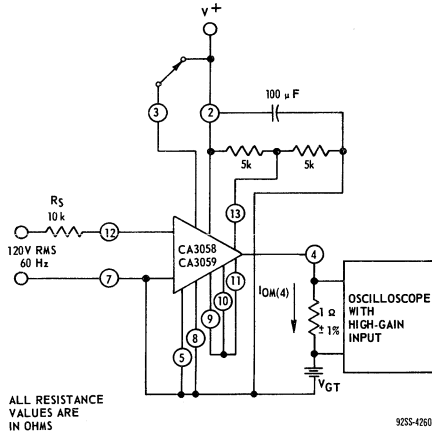 V+
100 μF
3
2
5k
5k
RS
10 k
12
13
120V RMS
60 Hz
CA3058
CA3059
4
7
11
10
9
8
5
IOM(4)
1 Ω
± 1%
OSCILLOSCOPE
WITH
HIGH-GAIN
INPUT
VGT
ALL RESISTANCE
VALUES ARE
IN OHMS
92SS-4260